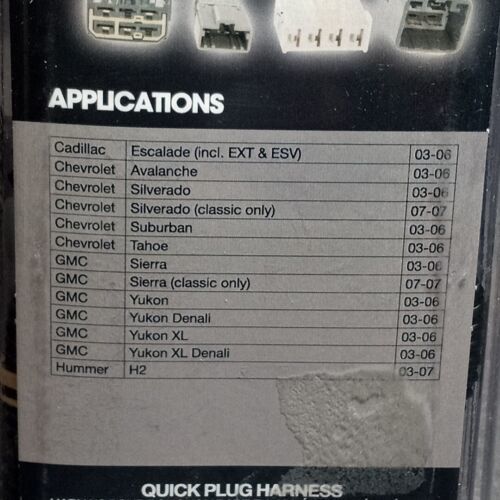 APPLICATIONS
Cadillac Escalade (incl. EXT & ESV) 03-06
Chevrolet Avalanche 03-06
Chevrolet Silverado 03-06
Chevrolet Silverado (classic only) 07-07
Chevrolet Suburban 03-06
Chevrolet Tahoe 03-06
GMC Sierra 03-06
GMC Sierra (classic only) 07-07
GMC Yukon 03-06
GMC Yukon Denali 03-06
GMC Yukon XL 03-06
GMC Yukon XL Denali 03-06
Hummer H2 03-07
QUICK PLUG HARNESS